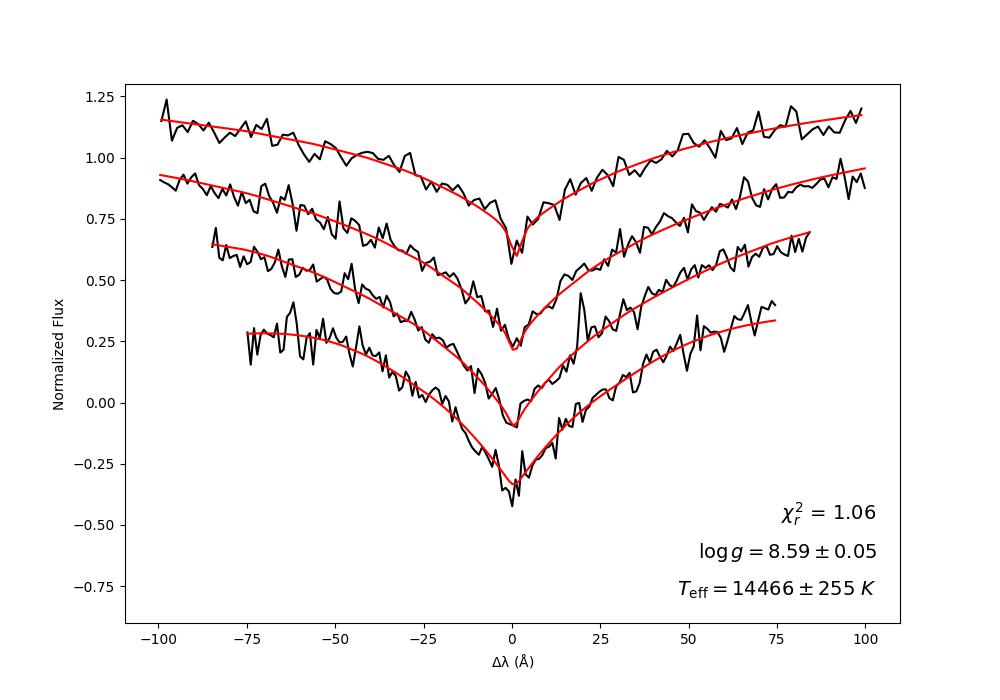 1.25
1.00
0.75
0.50
0.25
0.00
−0.25
−0.50
−0.75
Normalized Flux
χ²ᵣ = 1.06
log g = 8.59 ± 0.05
T_eff = 14466 ± 255 K
−100 −75 −50 −25 0 25 50 75 100
Δλ (Å)